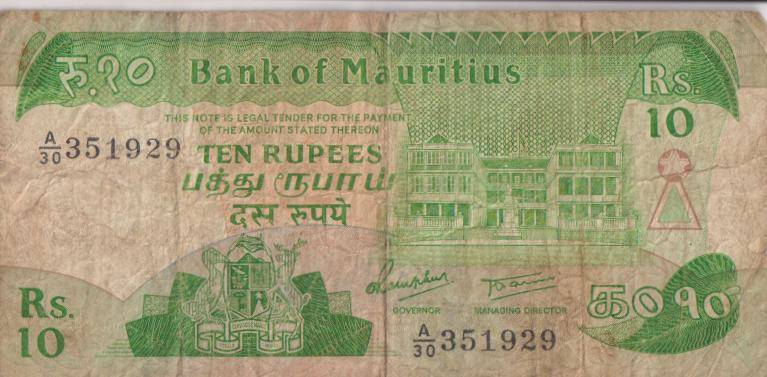 रु.१०
Bank of Mauritius
Rs.
10
THIS NOTE IS LEGAL TENDER FOR THE PAYMENT
OF THE AMOUNT STATED THEREON
A/30 351929
TEN RUPEES
பத்து ரூபாய்
दस रुपये
GOVERNOR
MANAGING DIRECTOR
Rs.
10
A/30 351929